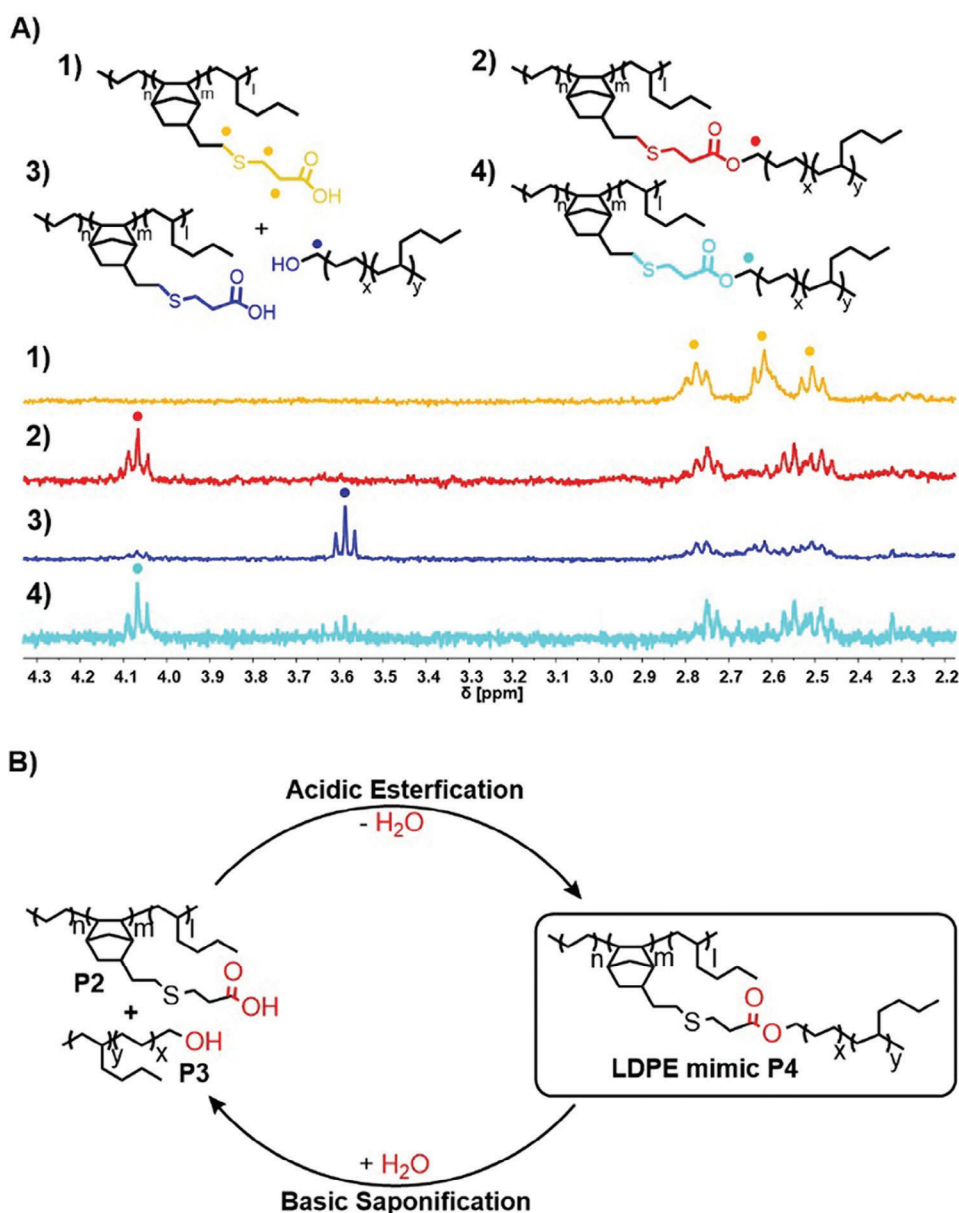 A)
1)
n
m
l
S
O
OH
2)
n
m
l
S
O
O
x
y
3)
n
m
l
S
O
OH
+
HO
x
y
4)
n
m
l
S
O
O
x
y
1)
2)
3)
4)
4.3 4.2 4.1 4.0 3.9 3.8 3.7 3.6 3.5 3.4 3.3 3.2 3.1 3.0 2.9 2.8 2.7 2.6 2.5 2.4 2.3 2.2
δ [ppm]
B)
Acidic Esterfication
- H2O
n
m
l
P2
S
O
OH
+
OH
y
x
P3
n
m
l
S
O
O
x
y
LDPE mimic P4
+ H2O
Basic Saponification